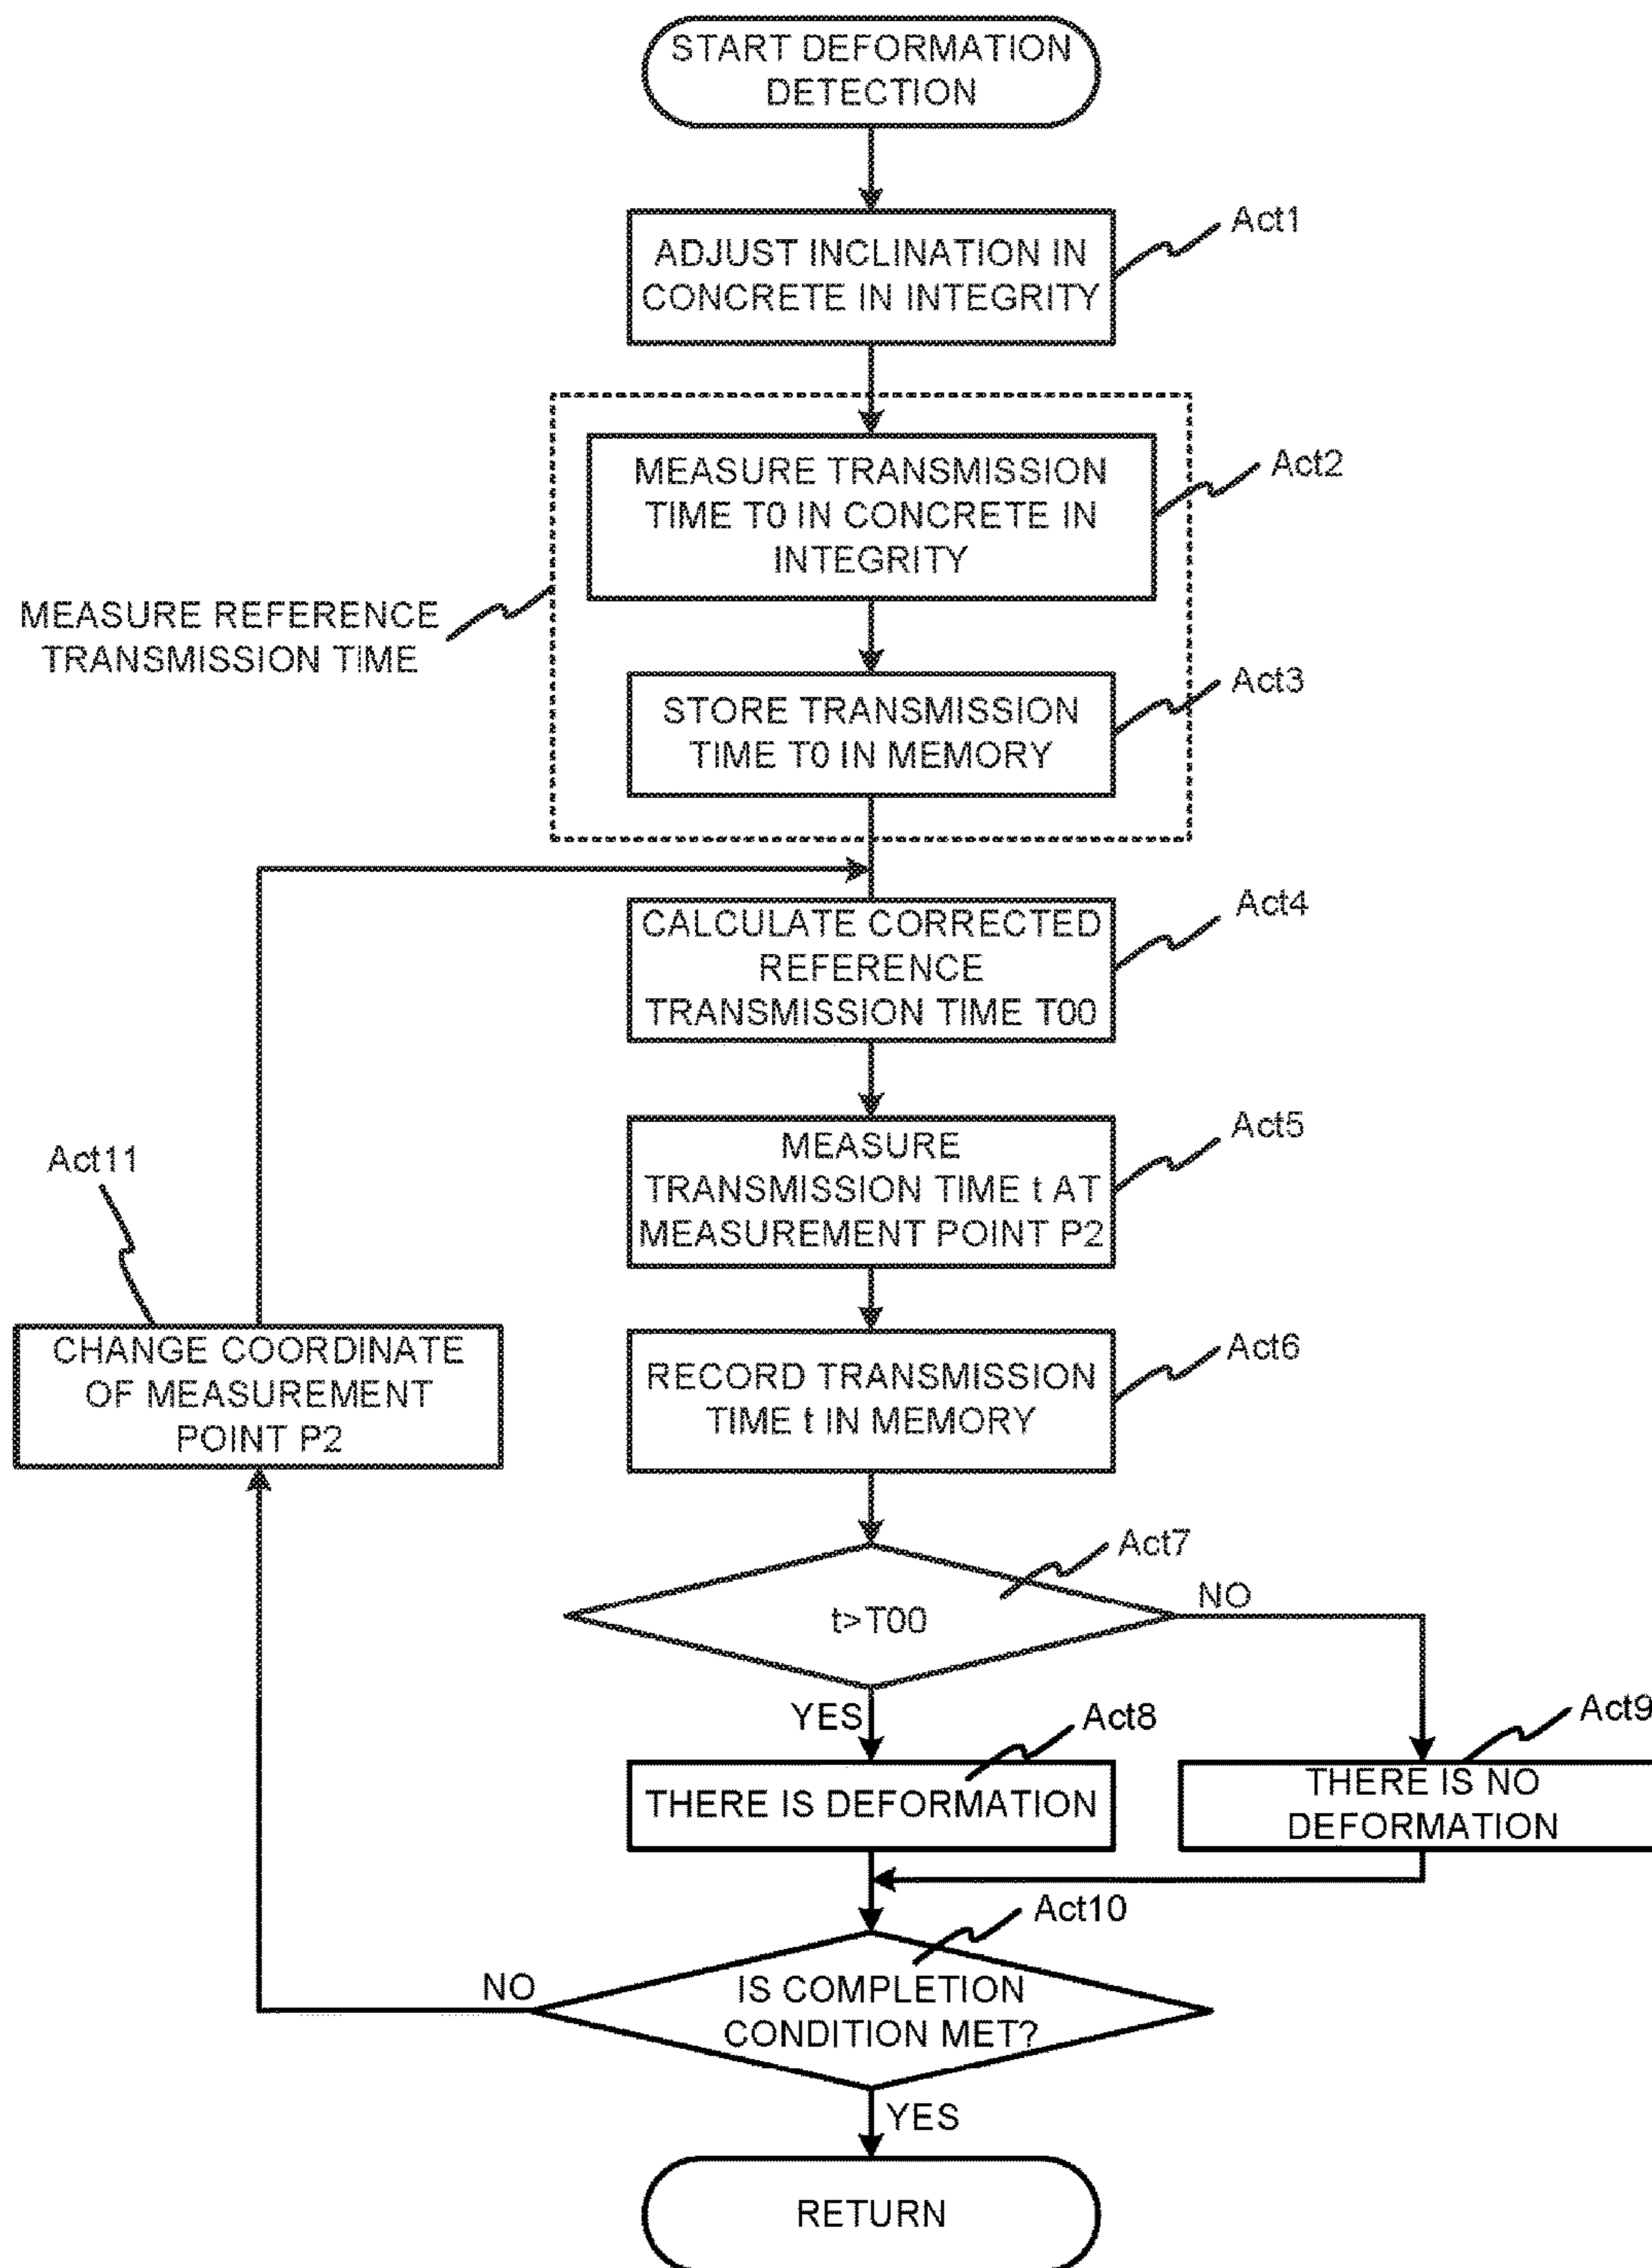 START DEFORMATION
DETECTION
Act1
ADJUST INCLINATION IN
CONCRETE IN INTEGRITY
Act2
MEASURE TRANSMISSION
TIME T0 IN CONCRETE IN
INTEGRITY
MEASURE REFERENCE
TRANSMISSION TIME
Act3
STORE TRANSMISSION
TIME T0 IN MEMORY
Act4
CALCULATE CORRECTED
REFERENCE
TRANSMISSION TIME T00
Act5
MEASURE
TRANSMISSION TIME t AT
MEASUREMENT POINT P2
Act11
CHANGE COORDINATE
OF MEASUREMENT
POINT P2
Act6
RECORD TRANSMISSION
TIME t IN MEMORY
Act7
t>T00
NO
YES
Act8
THERE IS DEFORMATION
Act9
THERE IS NO
DEFORMATION
Act10
IS COMPLETION
CONDITION MET?
NO
YES
RETURN